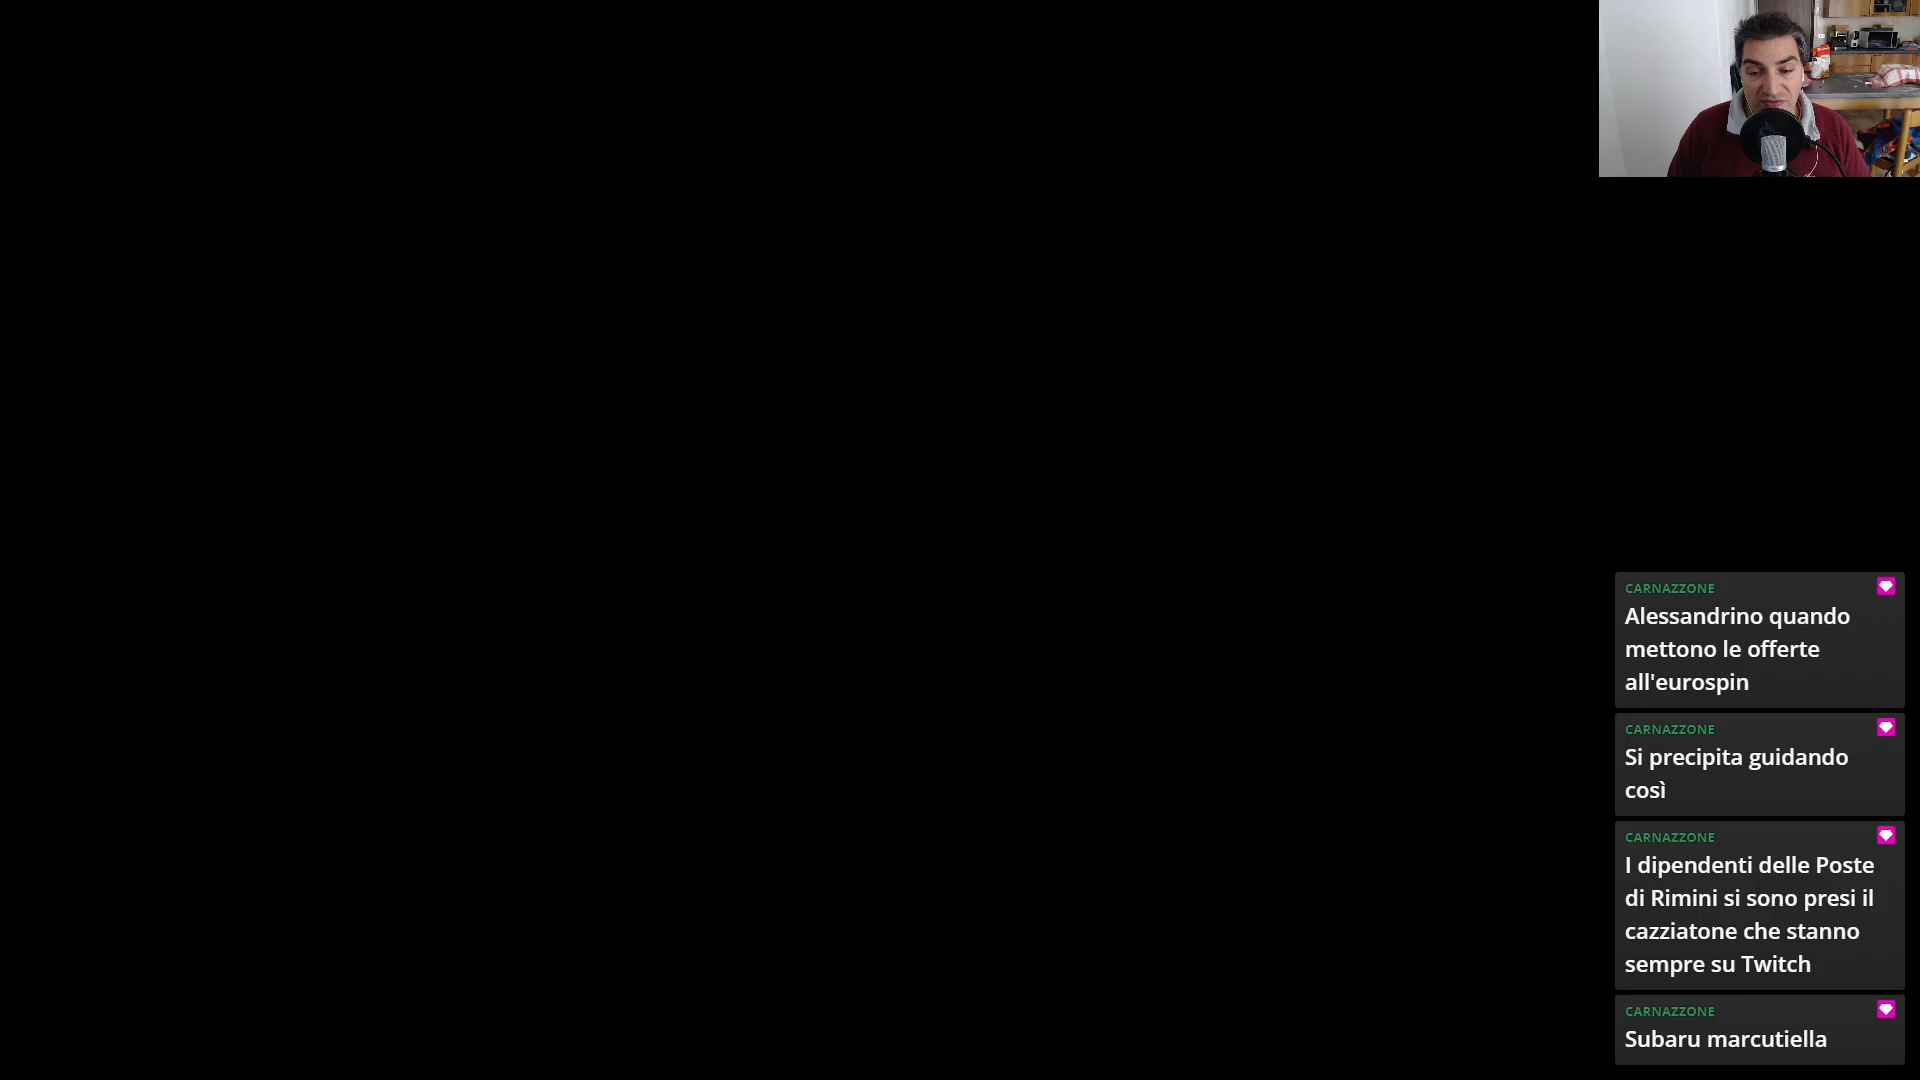 CARNAZZONE
Alessandrino quando
mettono le offerte
all'eurospin
CARNAZZONE
Si precipita guidando
così
CARNAZZONE
I dipendenti delle Poste
di Rimini si sono presi il
cazziatone che stanno
sempre su Twitch
CARNAZZONE
Subaru marcutiella